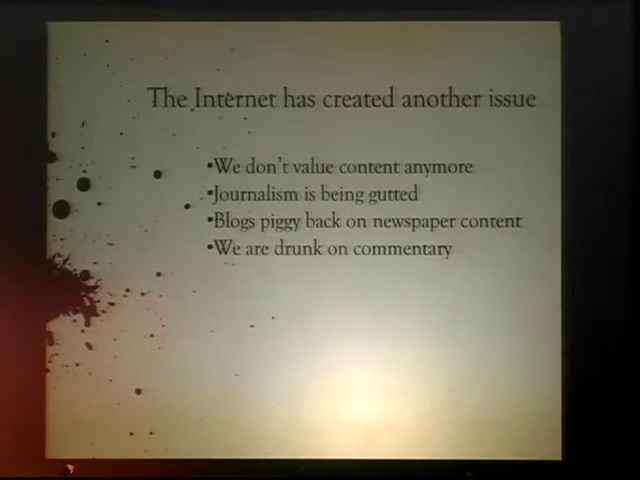 The Internet has created another issue
•We don't value content anymore
•Journalism is being gutted
•Blogs piggy back on newspaper content
•We are drunk on commentary